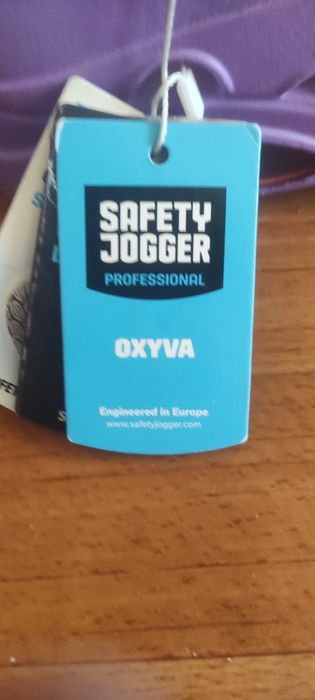 SAFETY
JOGGER
PROFESSIONAL
OXYVA
Engineered in Europe
www.safetyjogger.com